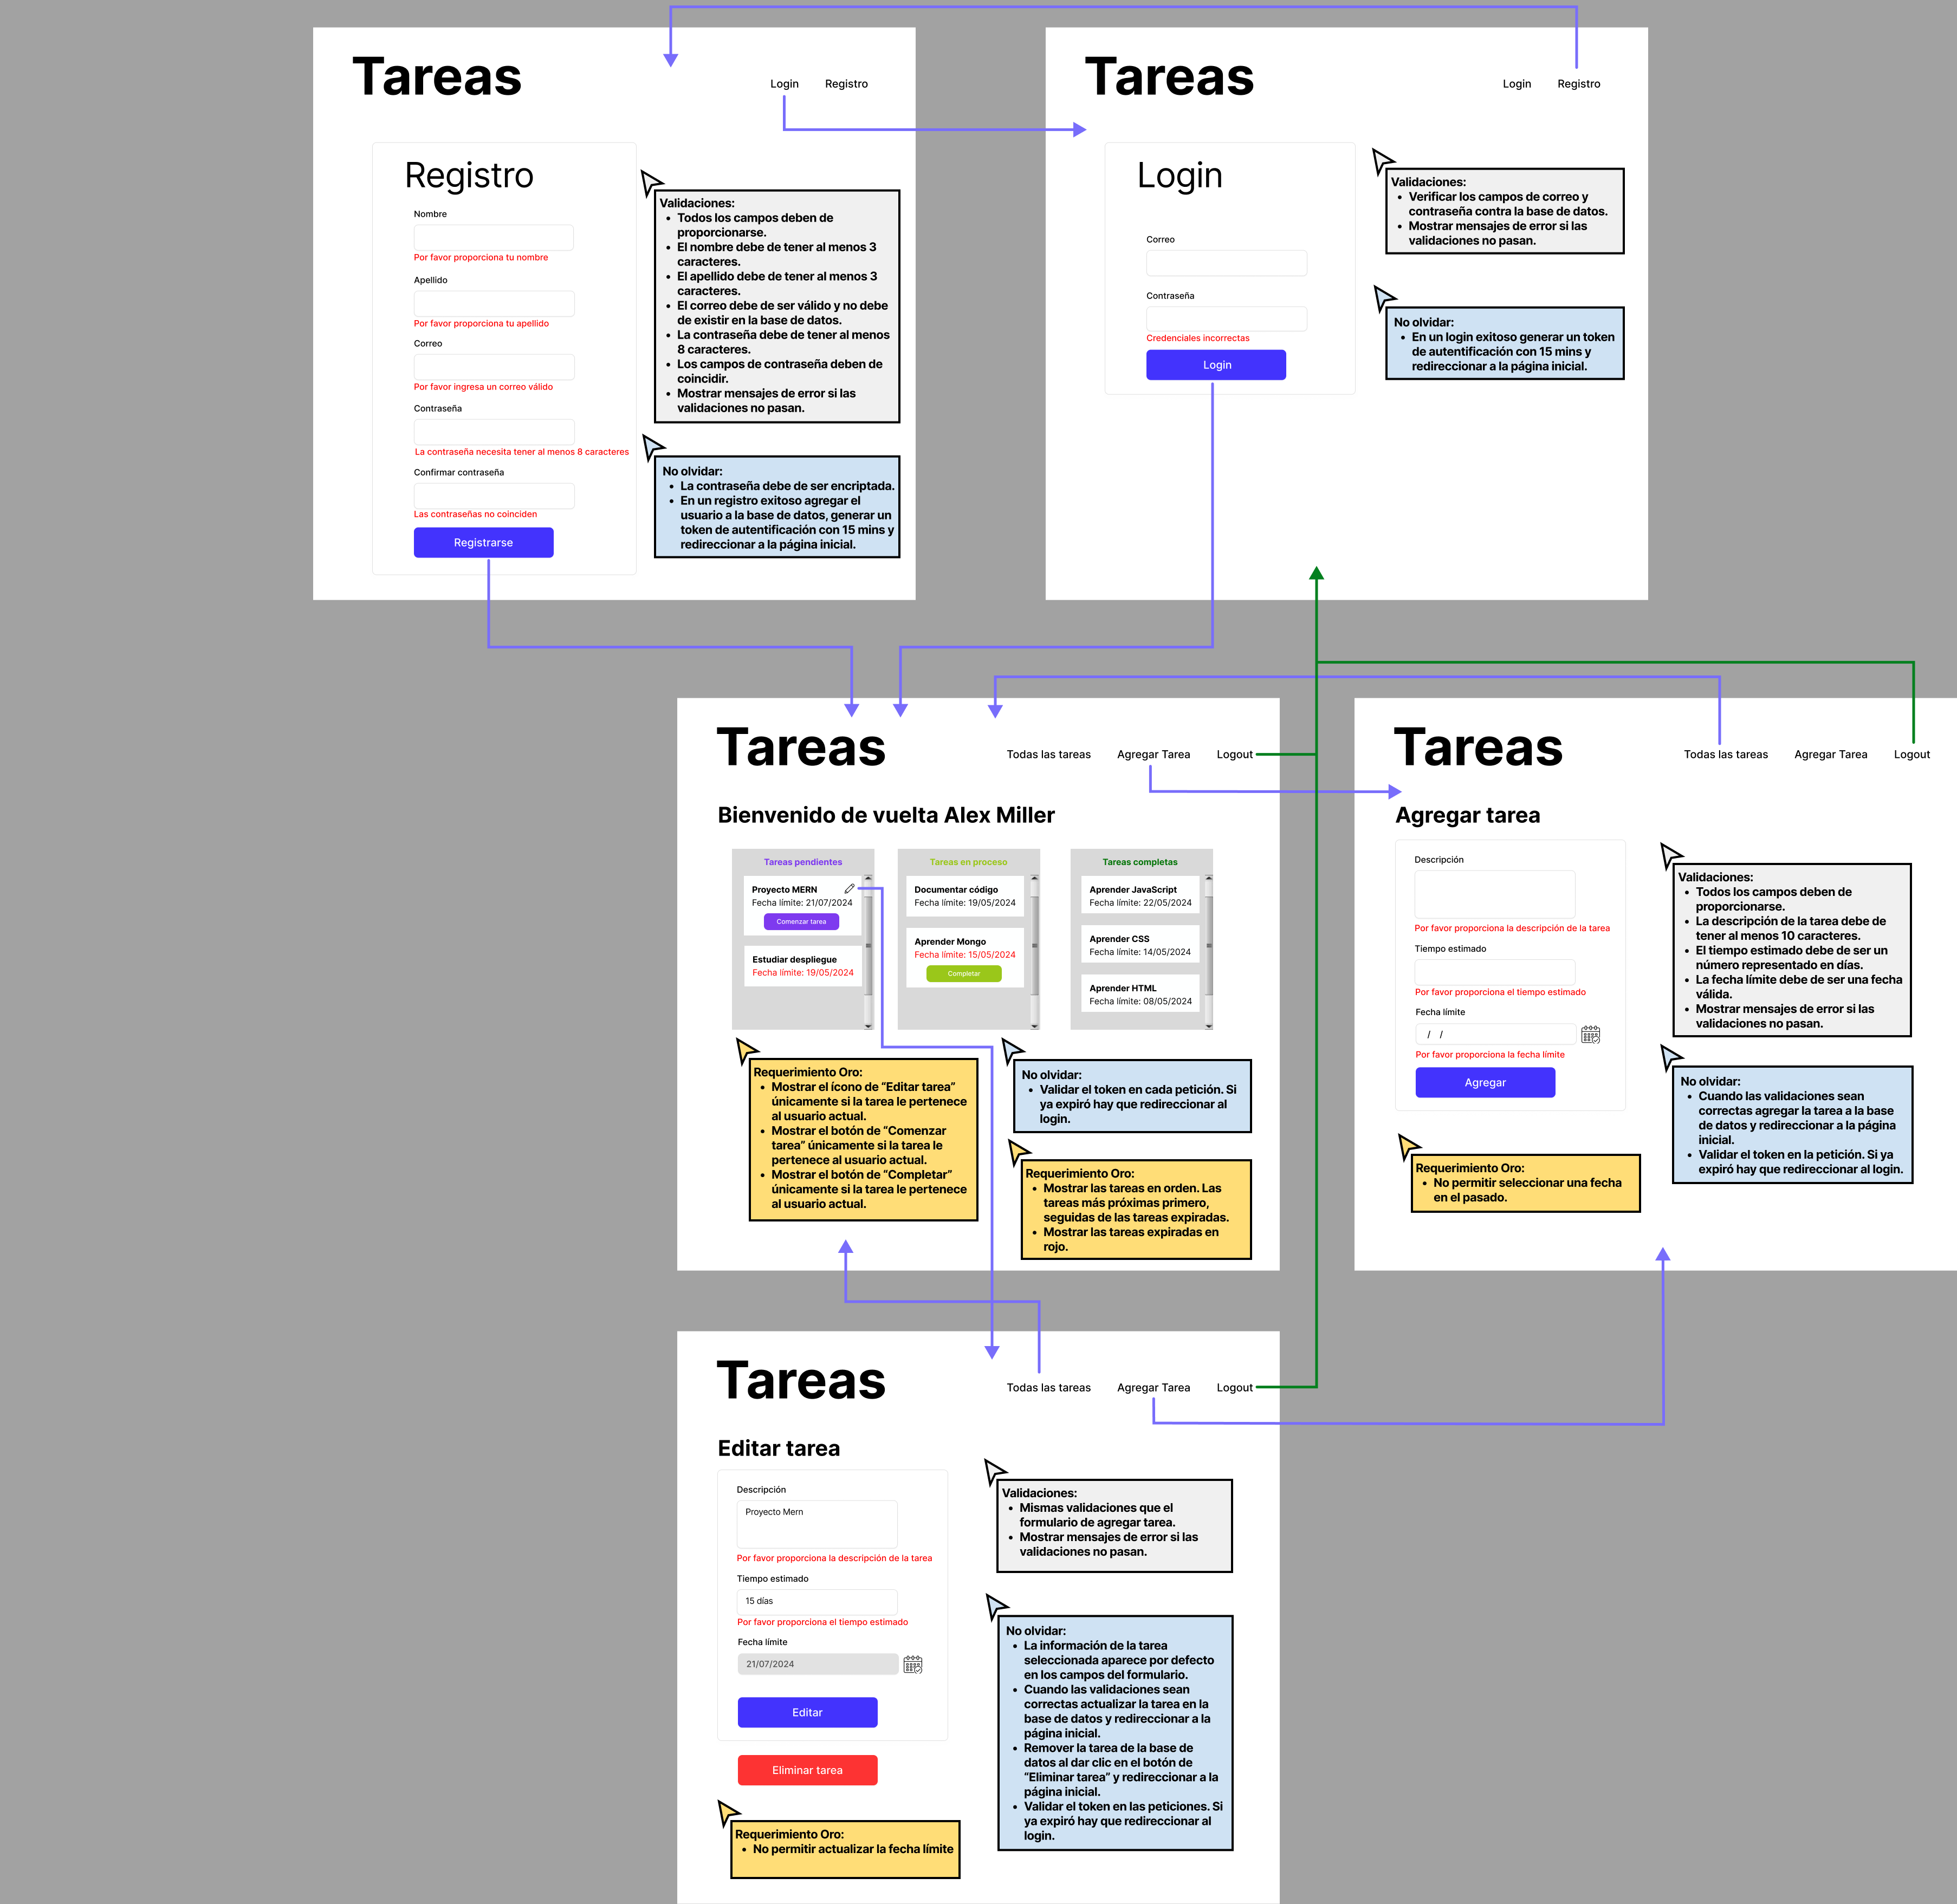 Tareas
Login
Registro
Registro
Nombre
Por favor proporciona tu nombre
Apellido
Por favor proporciona tu apellido
Correo
Por favor ingresa un correo válido
Contraseña
La contraseña necesita tener al menos 8 caracteres
Confirmar contraseña
Las contraseñas no coinciden
Registrarse
Validaciones:
• Todos los campos deben de
proporcionarse.
• El nombre debe de tener al menos 3
caracteres.
• El apellido debe de tener al menos 3
caracteres.
• El correo debe de ser válido y no debe
de existir en la base de datos.
• La contraseña debe de tener al menos
8 caracteres.
• Los campos de contraseña deben de
coincidir.
• Mostrar mensajes de error si las
validaciones no pasan.
No olvidar:
• La contraseña debe de ser encriptada.
• En un registro exitoso agregar el
usuario a la base de datos, generar un
token de autentificación con 15 mins y
redireccionar a la página inicial.
Tareas
Login
Registro
Login
Correo
Contraseña
Credenciales incorrectas
Login
Validaciones:
• Verificar los campos de correo y
contraseña contra la base de datos.
• Mostrar mensajes de error si las
validaciones no pasan.
No olvidar:
• En un login exitoso generar un token
de autentificación con 15 mins y
redireccionar a la página inicial.
Tareas
Todas las tareas
Agregar Tarea
Logout
Bienvenido de vuelta Alex Miller
Tareas pendientes
Proyecto MERN
Fecha límite: 21/07/2024
Comenzar tarea
Estudiar despliegue
Fecha límite: 19/05/2024
Tareas en proceso
Documentar código
Fecha límite: 19/05/2024
Aprender Mongo
Fecha límite: 15/05/2024
Completar
Tareas completas
Aprender JavaScript
Fecha límite: 22/05/2024
Aprender CSS
Fecha límite: 14/05/2024
Aprender HTML
Fecha límite: 08/05/2024
Requerimiento Oro:
• Mostrar el ícono de “Editar tarea”
únicamente si la tarea le pertenece
al usuario actual.
• Mostrar el botón de “Comenzar
tarea” únicamente si la tarea le
pertenece al usuario actual.
• Mostrar el botón de “Completar”
únicamente si la tarea le pertenece
al usuario actual.
No olvidar:
• Validar el token en cada petición. Si
ya expiró hay que redireccionar al
login.
Requerimiento Oro:
• Mostrar las tareas en orden. Las
tareas más próximas primero,
seguidas de las tareas expiradas.
• Mostrar las tareas expiradas en
rojo.
Tareas
Todas las tareas
Agregar Tarea
Logout
Agregar tarea
Descripción
Por favor proporciona la descripción de la tarea
Tiempo estimado
Por favor proporciona el tiempo estimado
Fecha límite
/ /
Por favor proporciona la fecha límite
Agregar
Validaciones:
• Todos los campos deben de
proporcionarse.
• La descripción de la tarea debe de
tener al menos 10 caracteres.
• El tiempo estimado debe de ser un
número representado en días.
• La fecha límite debe de ser una fecha
válida.
• Mostrar mensajes de error si las
validaciones no pasan.
No olvidar:
• Cuando las validaciones sean
correctas agregar la tarea a la base
de datos y redireccionar a la página
inicial.
• Validar el token en la petición. Si ya
expiró hay que redireccionar al login.
Requerimiento Oro:
• No permitir seleccionar una fecha
en el pasado.
Tareas
Todas las tareas
Agregar Tarea
Logout
Editar tarea
Descripción
Proyecto Mern
Por favor proporciona la descripción de la tarea
Tiempo estimado
15 días
Por favor proporciona el tiempo estimado
Fecha límite
21/07/2024
Editar
Eliminar tarea
Validaciones:
• Mismas validaciones que el
formulario de agregar tarea.
• Mostrar mensajes de error si las
validaciones no pasan.
No olvidar:
• La información de la tarea
seleccionada aparece por defecto
en los campos del formulario.
• Cuando las validaciones sean
correctas actualizar la tarea en la
base de datos y redireccionar a la
página inicial.
• Remover la tarea de la base de
datos al dar clic en el botón de
“Eliminar tarea” y redireccionar a la
página inicial.
• Validar el token en las peticiones. Si
ya expiró hay que redireccionar al
login.
Requerimiento Oro:
• No permitir actualizar la fecha límite